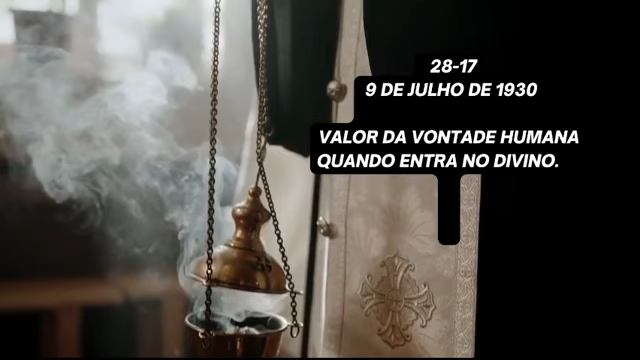 28-17
9 DE JULHO DE 1930
VALOR DA VONTADE HUMANA
QUANDO ENTRA NO DIVINO.